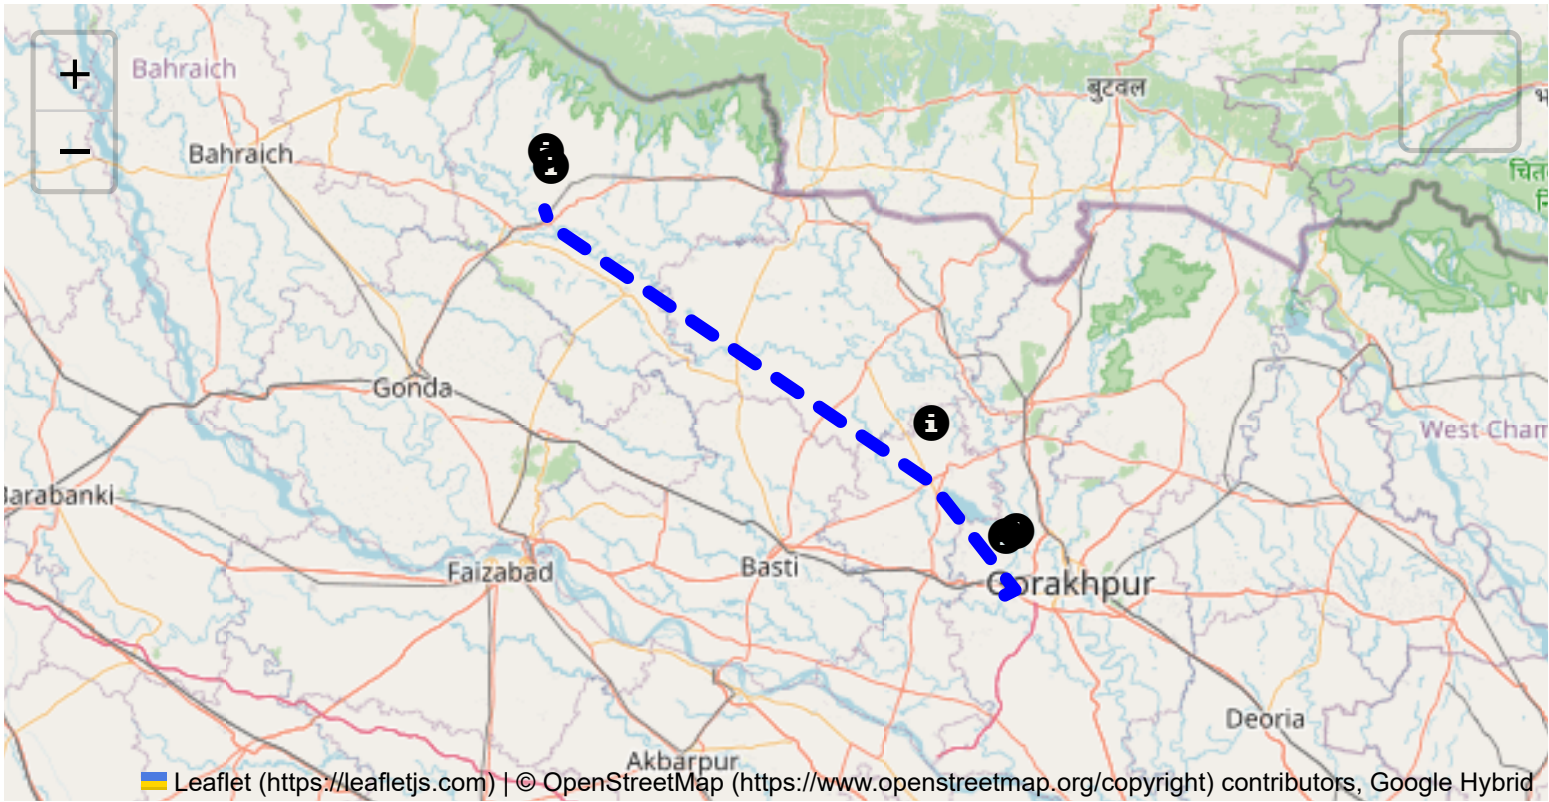 +
Bahraich
बुटवल
Bahraich
−
i
i
Gonda
i
West Cham
Barabanki
Faizabad
Basti
Gorakhpur
Deoria
Akbarpur
Leaflet (https://leafletjs.com) | © OpenStreetMap (https://www.openstreetmap.org/copyright) contributors, Google Hybrid